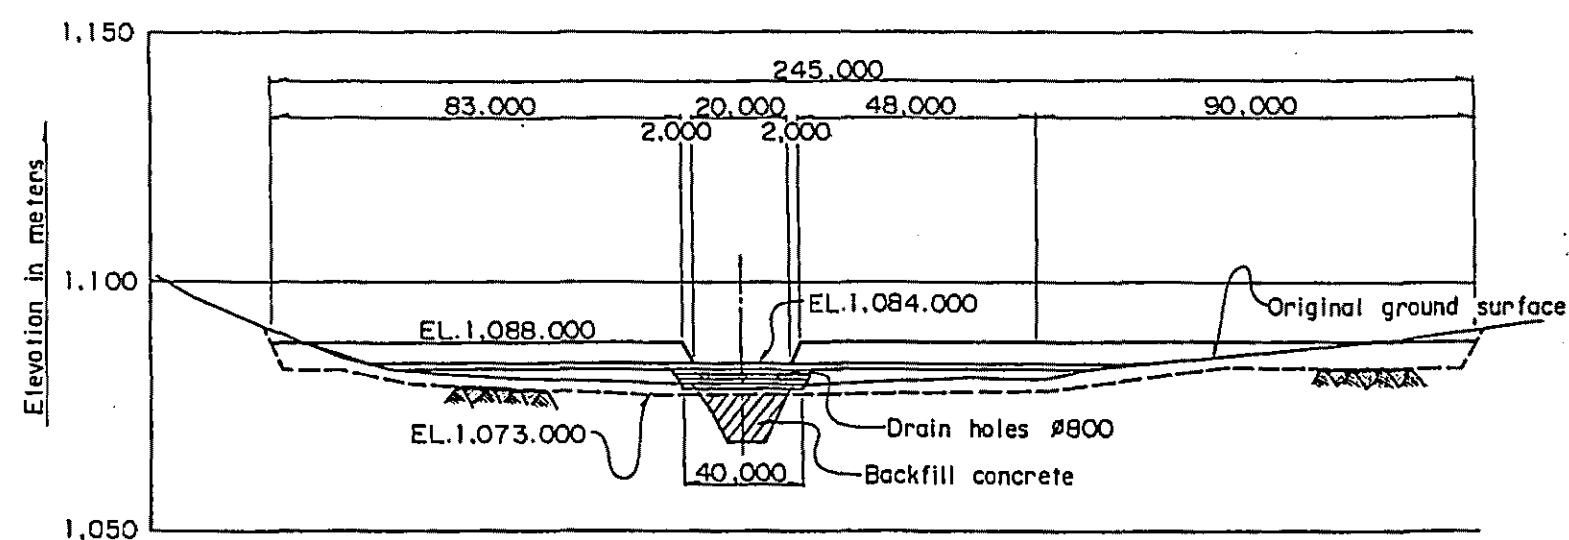 1,150
245,000
83.000 20,000 48,000 90,000
2,000 2,000
Elevation in meters
1.100
EL.1,084.000
Original ground surface
EL.1,088.000
EL.1.073.000
Drain holes Ø800
40,000
Backfill concrete
1,050